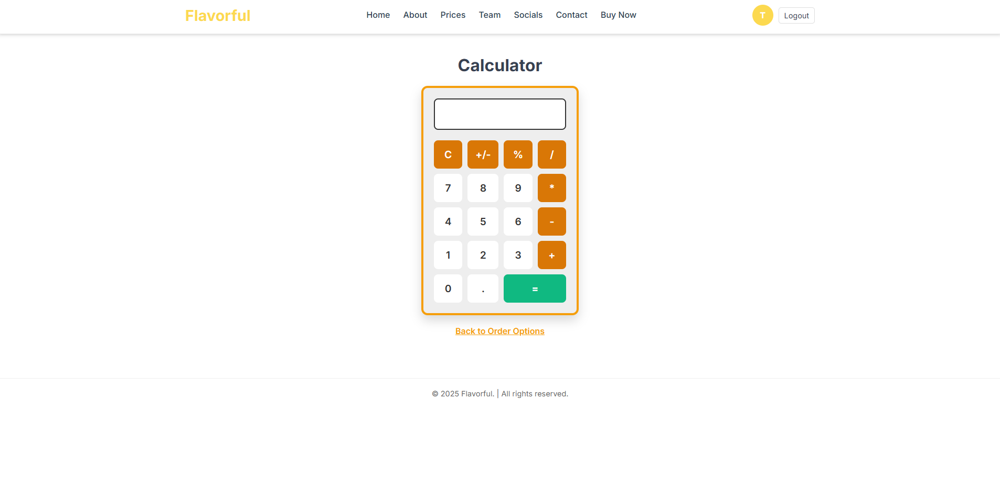 Flavorful Home About Prices Team Socials Contact Buy Now T Logout
Calculator
C +/- % /
7 8 9 *
4 5 6 -
1 2 3 +
0 . =
Back to Order Options
© 2025 Flavorful. | All rights reserved.